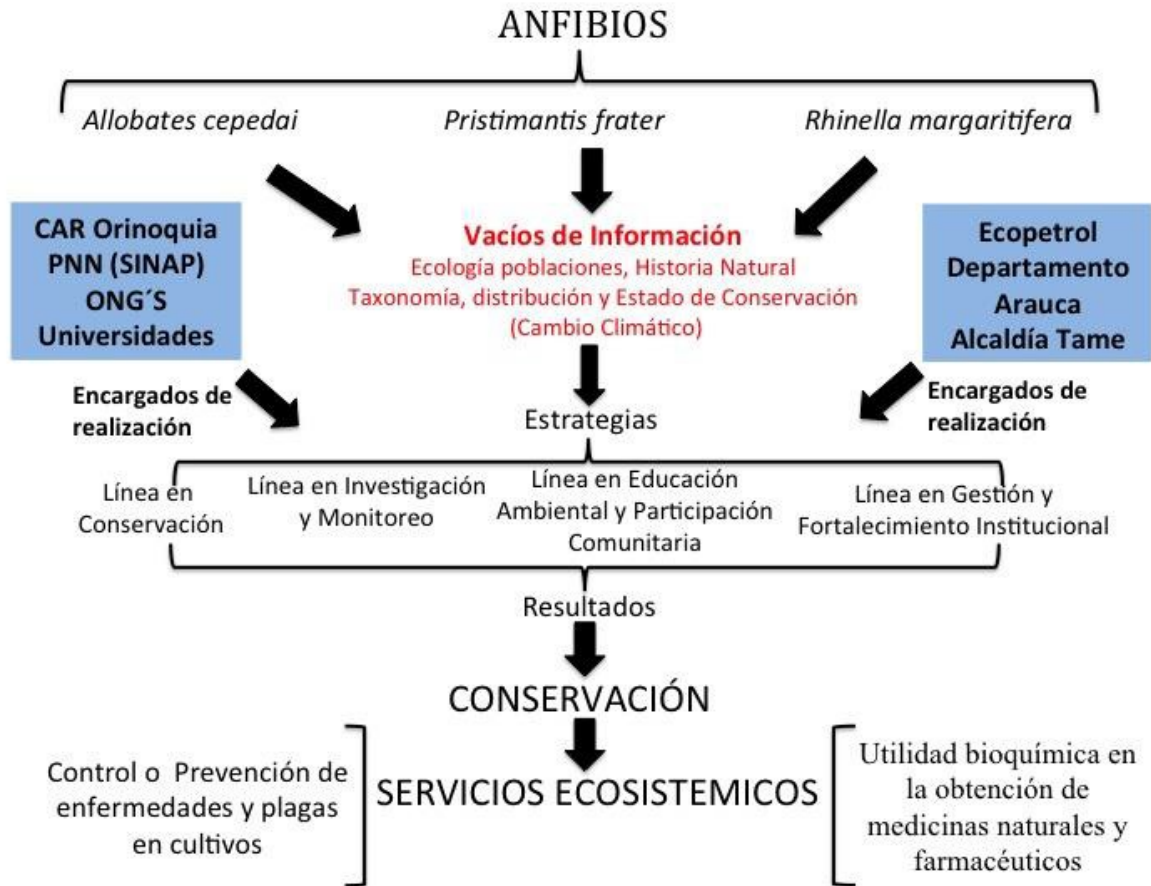 ANFIBIOS
Allobates cepedai
Pristimantis frater
Rhinella margaritifera
CAR Orinoquia
PNN (SINAP)
ONG´S
Universidades
Vacíos de Información
Ecología poblaciones, Historia Natural
Taxonomía, distribución y Estado de Conservación
(Cambio Climático)
Ecopetrol
Departamento
Arauca
Alcaldía Tame
Encargados de
realización
Estrategias
Encargados de
realización
Línea en
Conservación
Línea en Investigación
y Monitoreo
Línea en Educación
Ambiental y Participación
Comunitaria
Línea en Gestión y
Fortalecimiento Institucional
Resultados
CONSERVACIÓN
Control o Prevención de
enfermedades y plagas
en cultivos
SERVICIOS ECOSISTEMICOS
Utilidad bioquímica en
la obtención de
medicinas naturales y
farmacéuticos